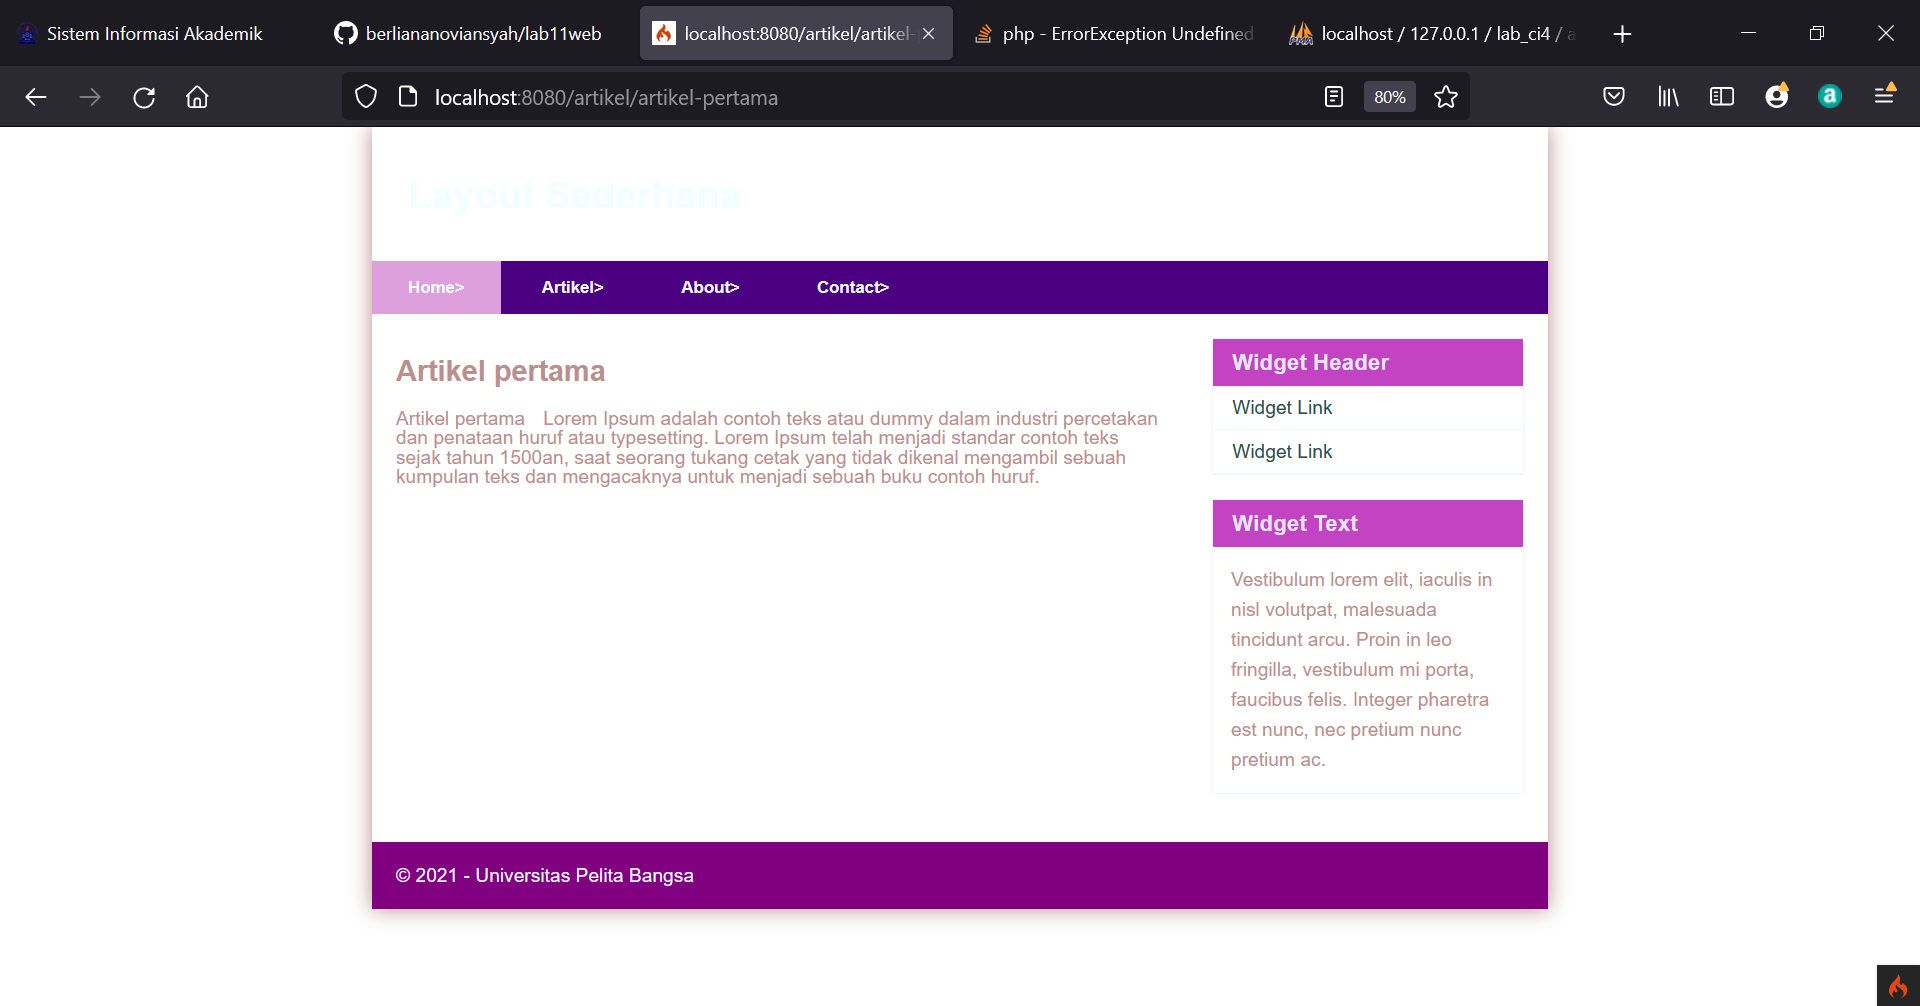 Sistem Informasi Akademik
berliananoviansyah/lab11web
localhost:8080/artikel/artikel-
php - ErrorException Undefined
localhost / 127.0.0.1 / lab_ci4 / a
localhost:8080/artikel/artikel-pertama
80%
Layout Sederhana
Home>
Artikel>
About>
Contact>
Artikel pertama
Artikel pertama Lorem Ipsum adalah contoh teks atau dummy dalam industri percetakan
dan penataan huruf atau typesetting. Lorem Ipsum telah menjadi standar contoh teks
sejak tahun 1500an, saat seorang tukang cetak yang tidak dikenal mengambil sebuah
kumpulan teks dan mengacaknya untuk menjadi sebuah buku contoh huruf.
Widget Header
Widget Link
Widget Link
Widget Text
Vestibulum lorem elit, iaculis in
nisl volutpat, malesuada
tincidunt arcu. Proin in leo
fringilla, vestibulum mi porta,
faucibus felis. Integer pharetra
est nunc, nec pretium nunc
pretium ac.
© 2021 - Universitas Pelita Bangsa